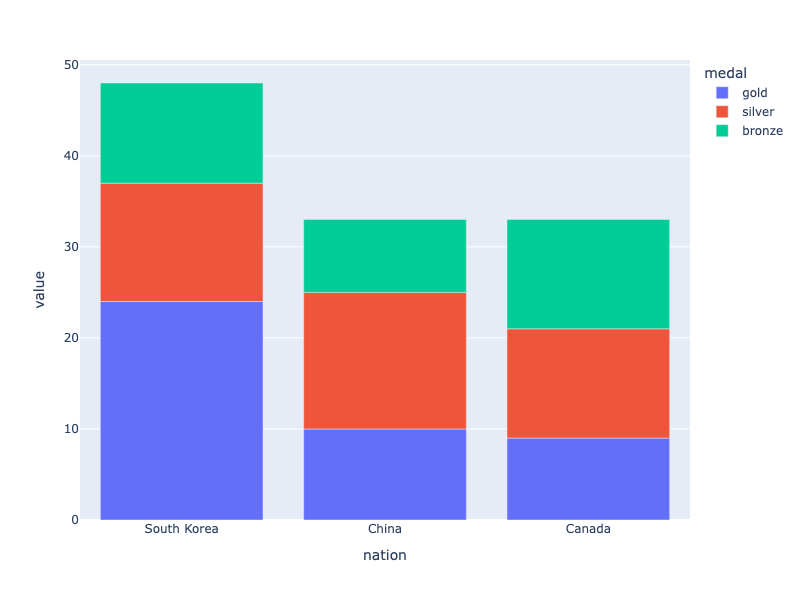 medal
gold
silver
bronze
50
40
30
20
10
0
value
South Korea
China
Canada
nation